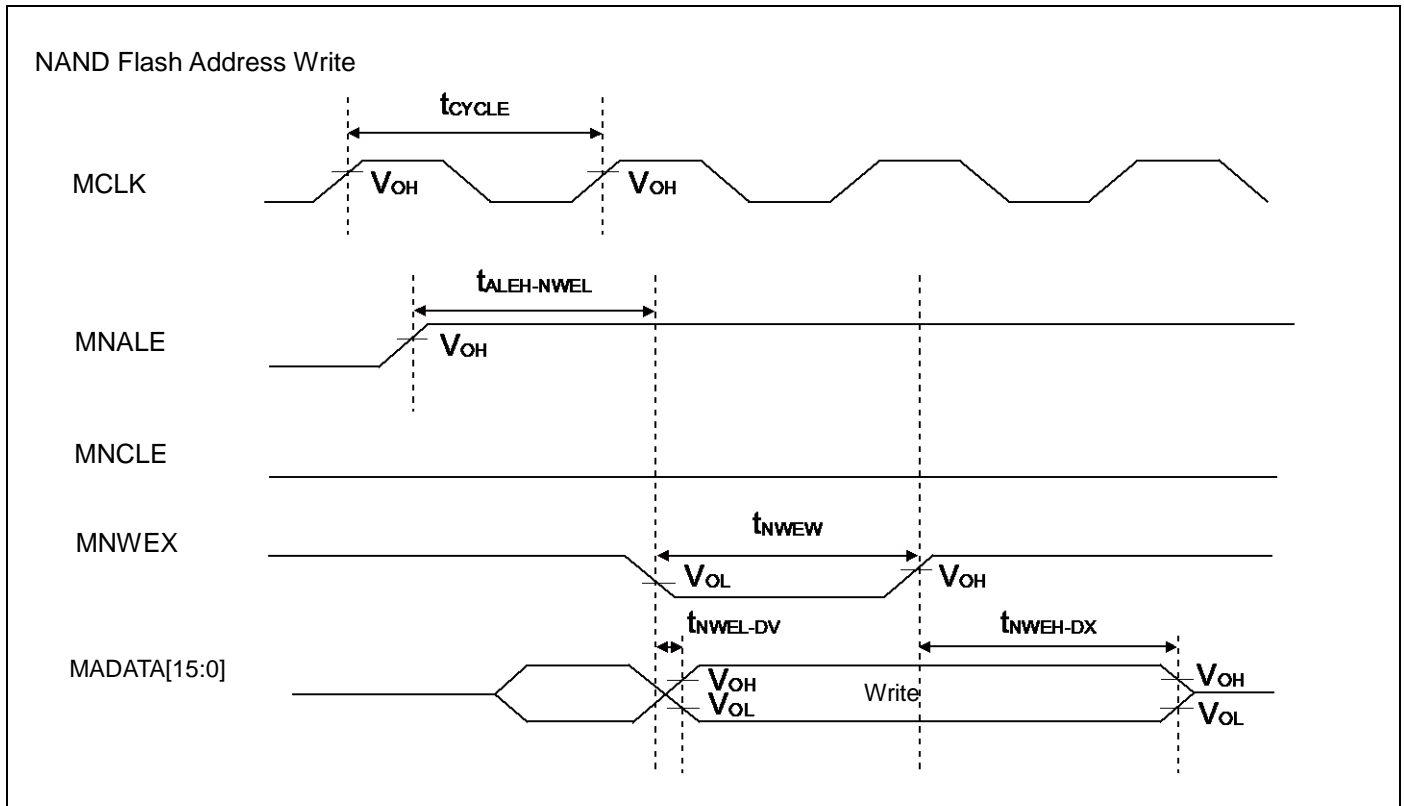 NAND Flash Address Write
tCYCLE
MCLK
VOH VOH
tALEH-NWEL
MNALE
VOH
MNCLE
tNWEW
MNWEX
VOL VOH
tNWEL-DV tNWEH-DX
MADATA[15:0]
VOH Write VOH
VOL VOL